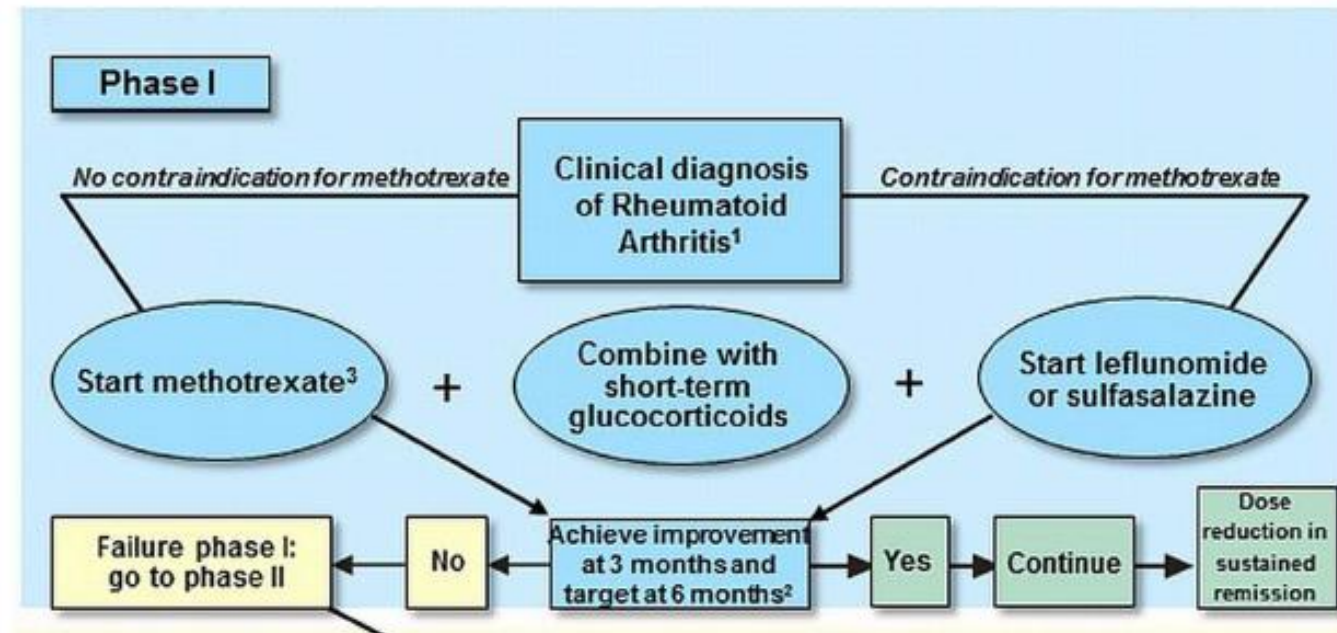 Phase I
No contraindication for methotrexate
Clinical diagnosis
of Rheumatoid
Arthritis¹
Contraindication for methotrexate
Start methotrexate³
+
Combine with
short-term
glucocorticoids
+
Start leflunomide
or sulfasalazine
Failure phase I:
go to phase II
No
Achieve improvement
at 3 months and
target at 6 months²
Yes
Continue
Dose
reduction in
sustained
remission